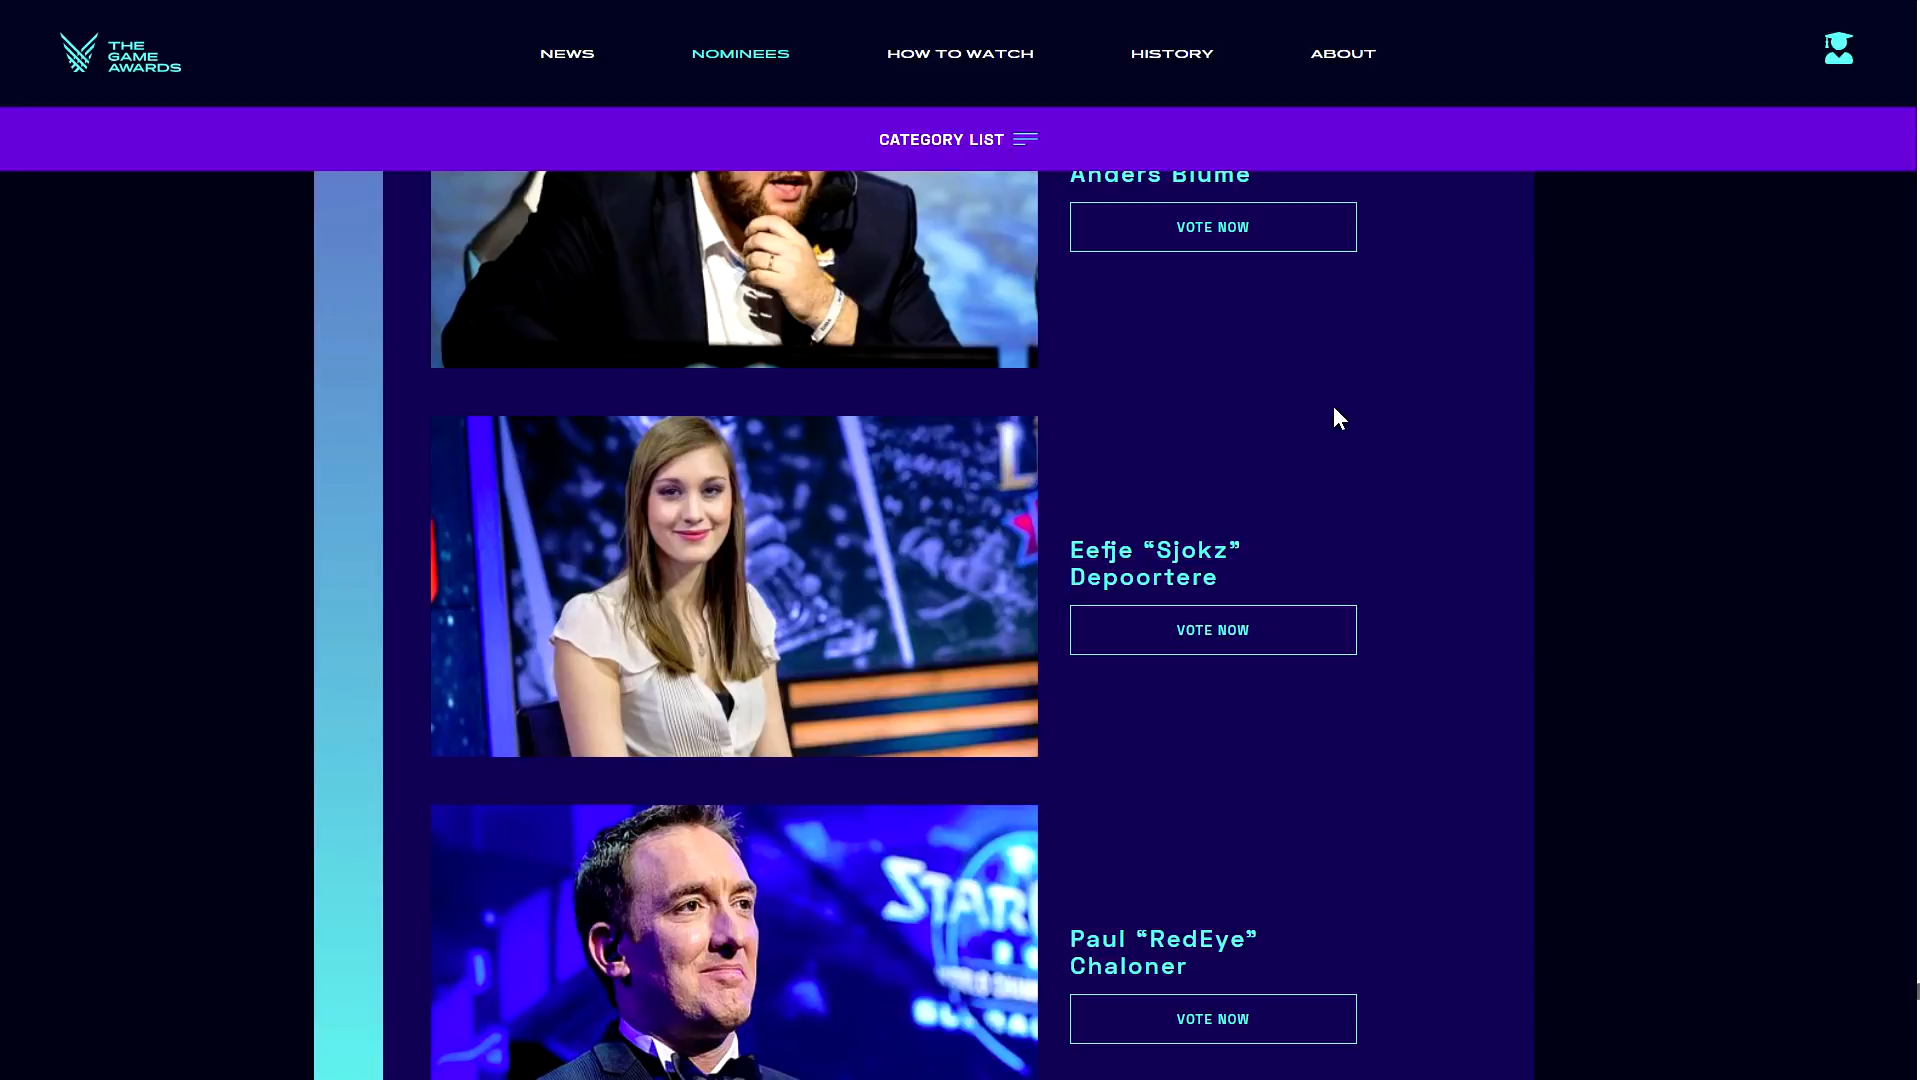 THE
GAME
AWARDS
NEWS
NOMINEES
HOW TO WATCH
HISTORY
ABOUT
CATEGORY LIST
Anders Blume
VOTE NOW
Eefje “Sjokz”
Depoortere
VOTE NOW
STAR
Paul “RedEye”
Chaloner
VOTE NOW